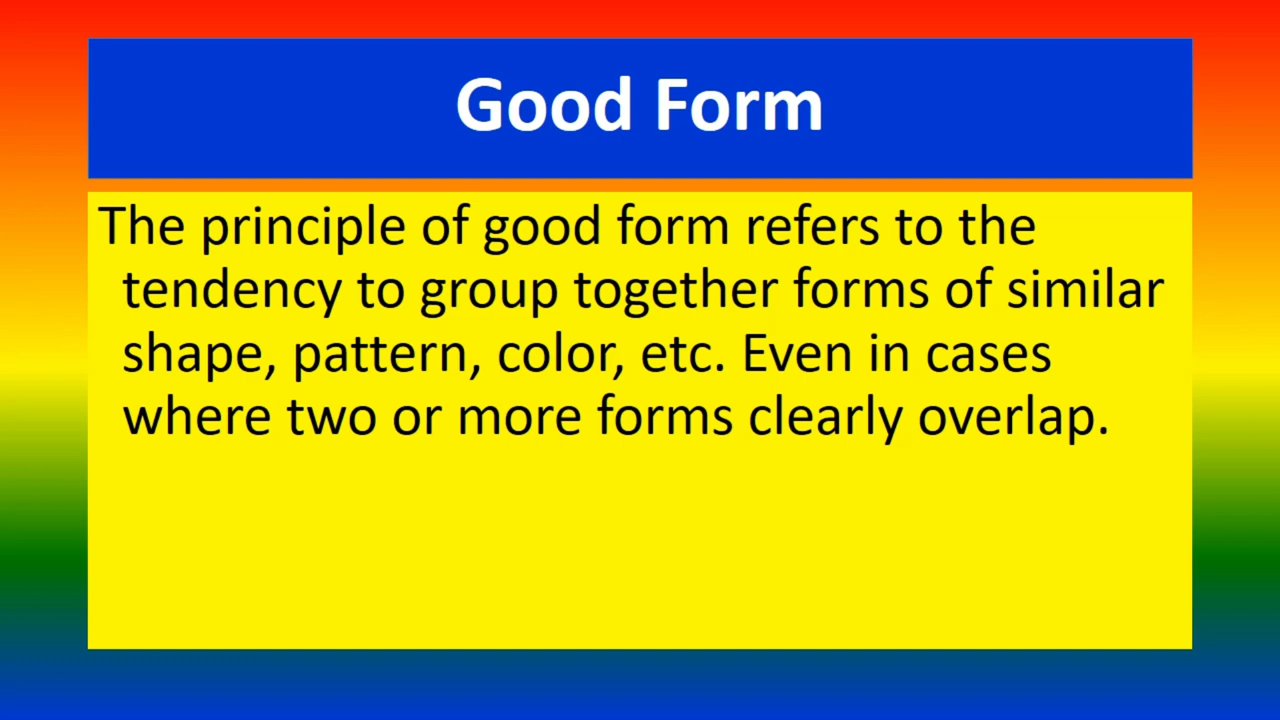 Good Form
The principle of good form refers to the
tendency to group together forms of similar
shape, pattern, color, etc. Even in cases
where two or more forms clearly overlap.